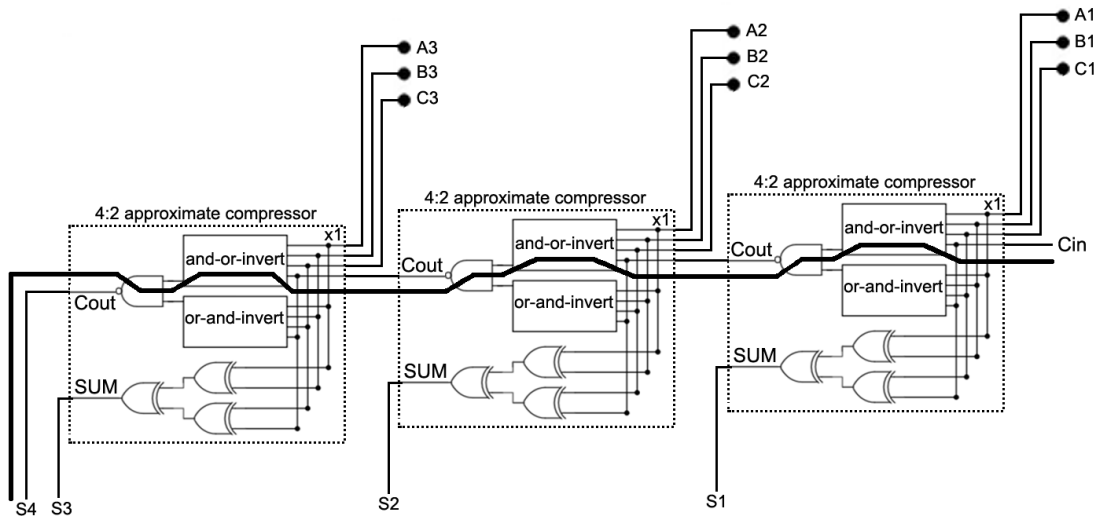 A1
B1
C1
A2
B2
C2
A3
B3
C3
4:2 approximate compressor
x1
and-or-invert
Cout
or-and-invert
SUM
4:2 approximate compressor
x1
and-or-invert
Cout
or-and-invert
SUM
4:2 approximate compressor
x1
and-or-invert
Cout
Cin
or-and-invert
SUM
S4
S3
S2
S1